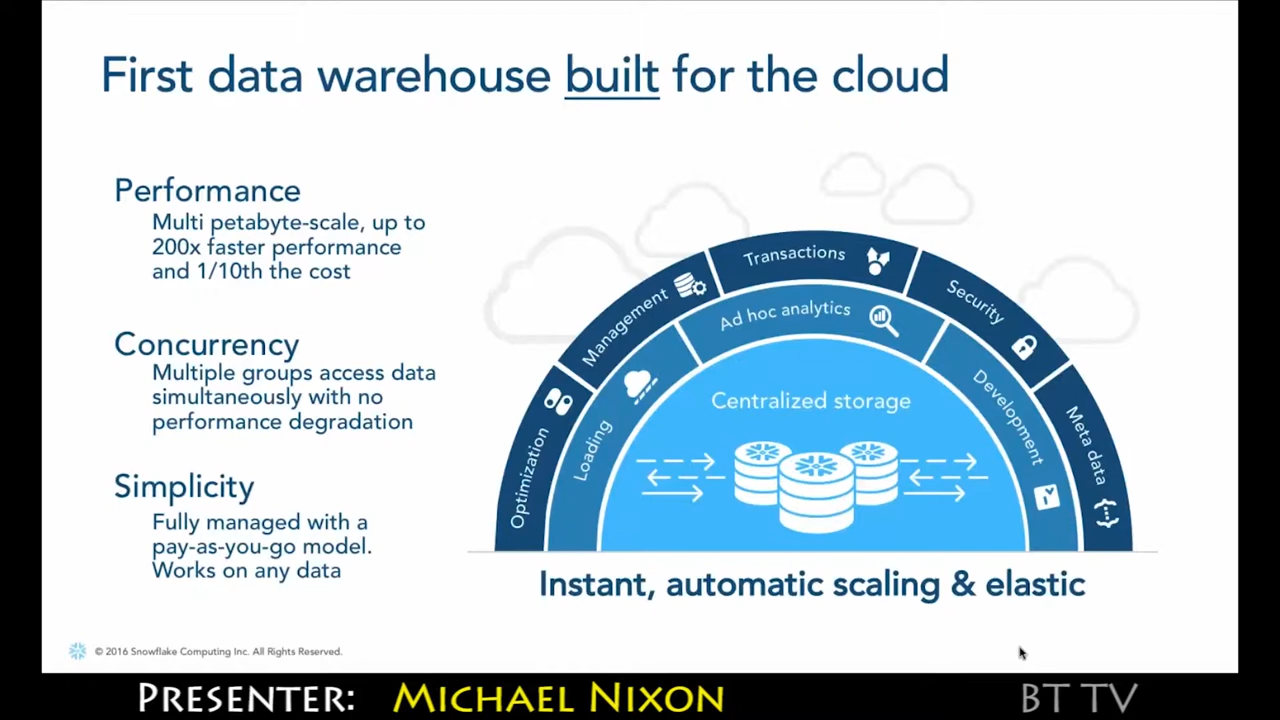 First data warehouse built for the cloud
Performance
Multi petabyte-scale, up to
200x faster performance
and 1/10th the cost
Concurrency
Multiple groups access data
simultaneously with no
performance degradation
Simplicity
Fully managed with a
pay-as-you-go model.
Works on any data
Optimization
Management
Transactions
Security
Meta data
Loading
Ad hoc analytics
Development
Centralized storage
Instant, automatic scaling & elastic
© 2016 Snowflake Computing Inc. All Rights Reserved.
PRESENTER: MICHAEL NIXON
BT TV